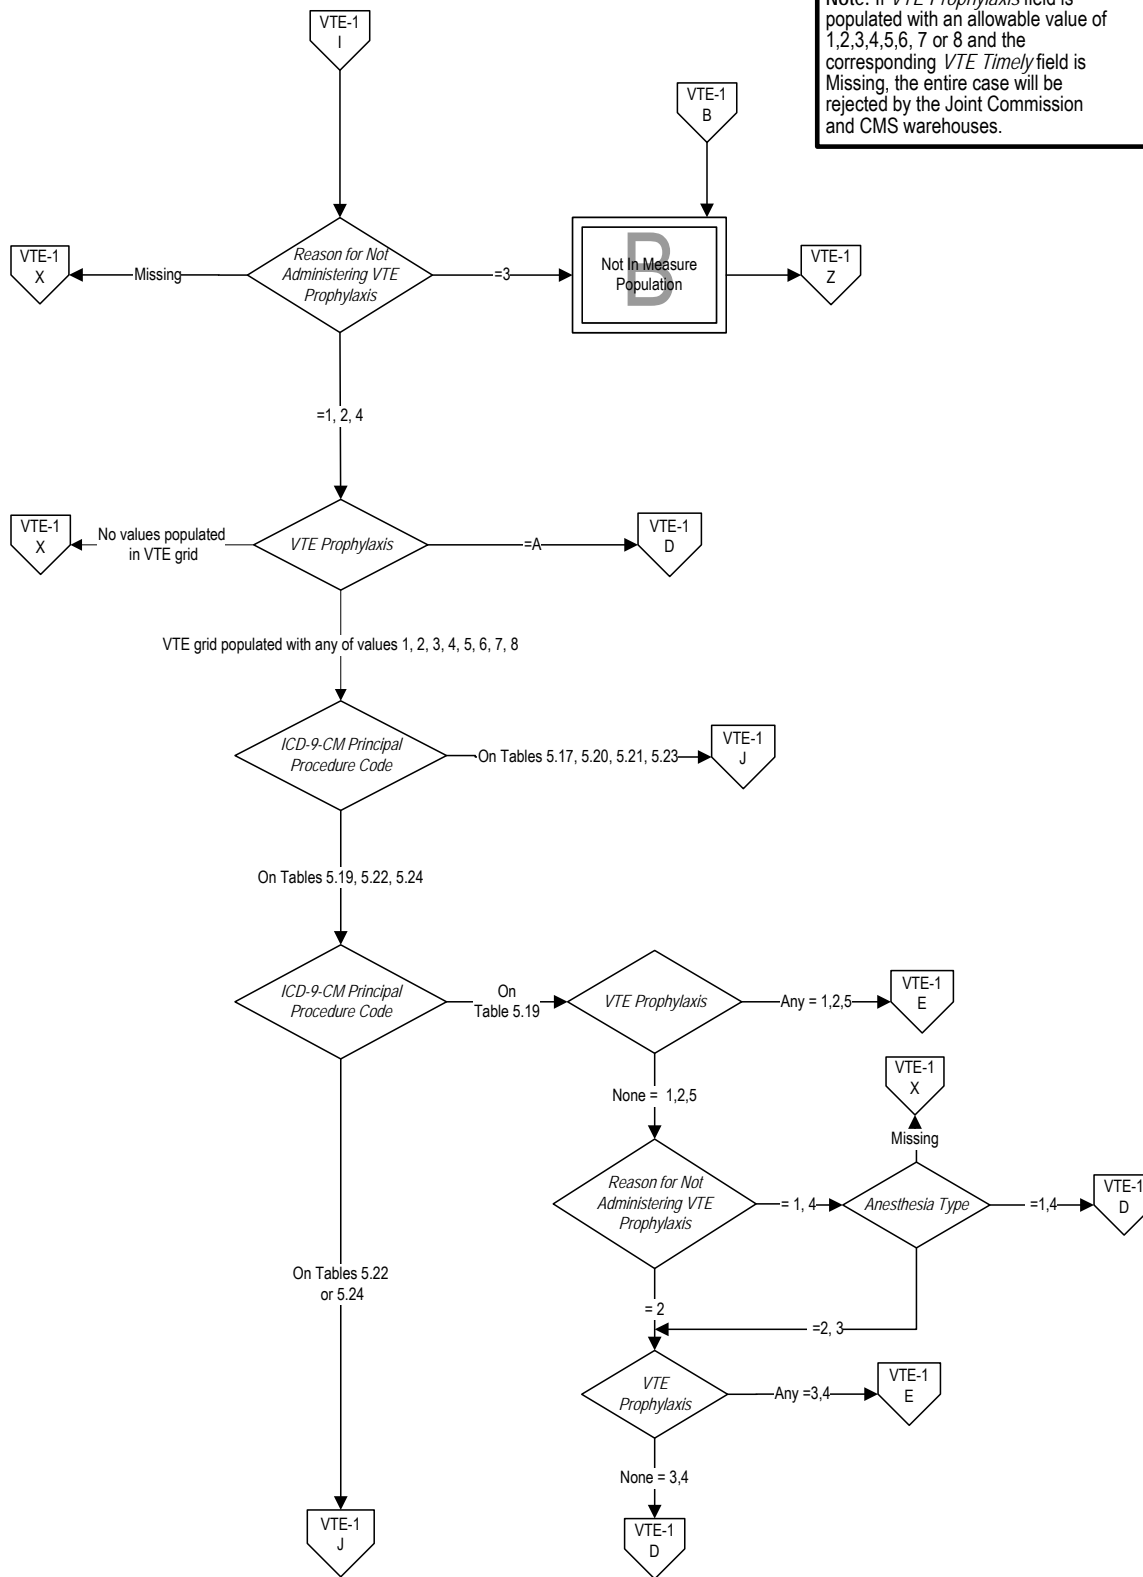 VTE-1
I
Note: If VTE Prophylaxis field is
populated with an allowable value of
1,2,3,4,5,6, 7 or 8 and the
corresponding VTE Timely field is
Missing, the entire case will be
rejected by the Joint Commission
and CMS warehouses.
VTE-1
B
VTE-1
X
Missing
Reason for Not
Administering VTE
Prophylaxis
=3
B
Not In Measure
Population
VTE-1
Z
=1, 2, 4
VTE-1
X
No values populated
in VTE grid
VTE Prophylaxis
=A
VTE-1
D
VTE grid populated with any of values 1, 2, 3, 4, 5, 6, 7, 8
ICD-9-CM Principal
Procedure Code
On Tables 5.17, 5.20, 5.21, 5.23
VTE-1
J
On Tables 5.19, 5.22, 5.24
ICD-9-CM Principal
Procedure Code
On
Table 5.19
VTE Prophylaxis
Any = 1,2,5
VTE-1
E
None = 1,2,5
VTE-1
X
Missing
Reason for Not
Administering VTE
Prophylaxis
= 1, 4
Anesthesia Type
=1,4
VTE-1
D
On Tables 5.22
or 5.24
= 2
=2, 3
VTE
Prophylaxis
Any =3,4
VTE-1
E
None = 3,4
VTE-1
J
VTE-1
D